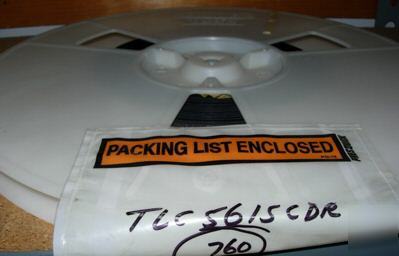 PACKING LIST ENCLOSED
TLC5615CDR
760